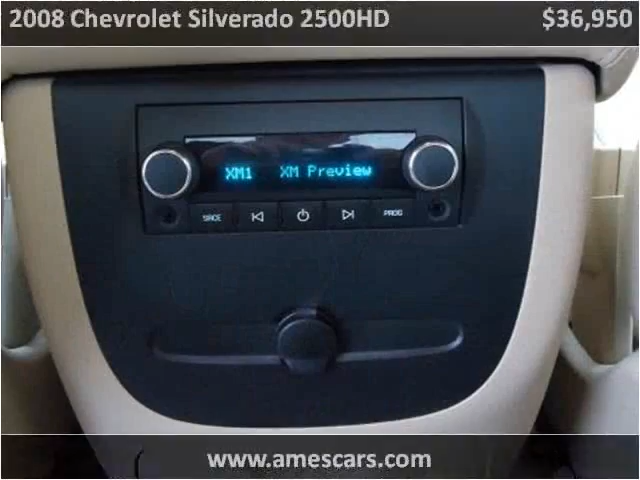 2008 Chevrolet Silverado 2500HD $36,950
XM1 XM Preview
SRCE PROG
www.amescars.com